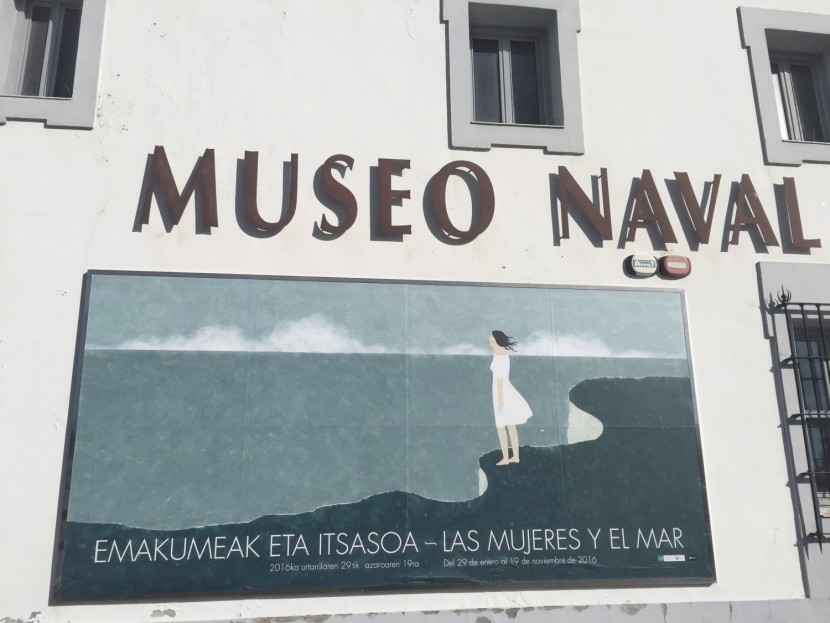 MUSEO NAVAL
EMAKUMEAK ETA ITSASOA – LAS MUJERES Y EL MAR
2016ko urtarrilaren 29tik azaroaren 19ra Del 29 de enero al 19 de noviembre de 2016